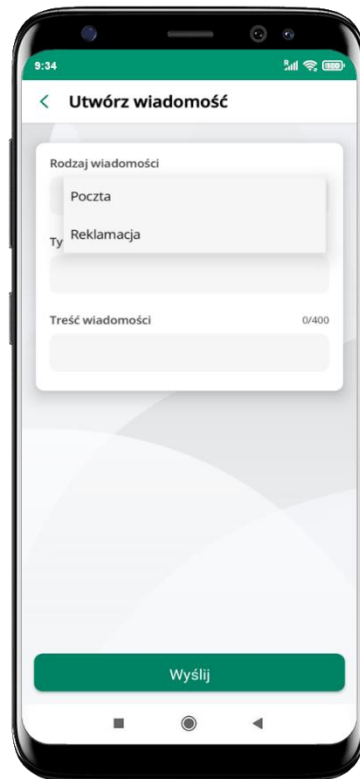 9:34
Utwórz wiadomość
Rodzaj wiadomości
Poczta
Reklamacja
Ty
Treść wiadomości 0/400
Wyślij